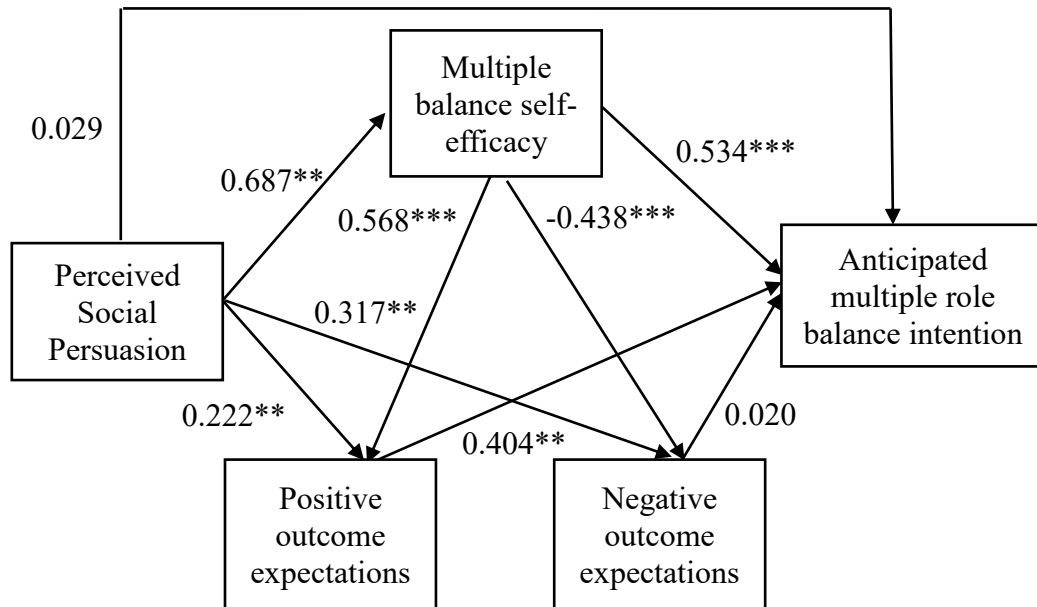 Multiple
balance self-
efficacy
0.029
0.534***
0.687**
0.568***
-0.438***
Perceived
Social
Persuasion
Anticipated
multiple role
balance intention
0.317**
0.222**
0.404**
0.020
Positive
outcome
expectations
Negative
outcome
expectations